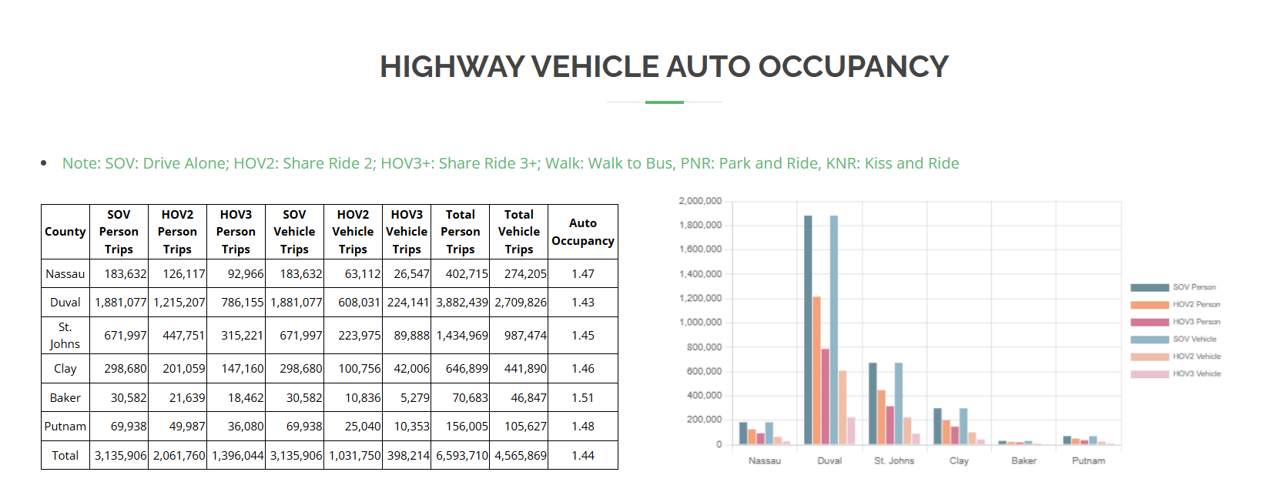 HIGHWAY VEHICLE AUTO OCCUPANCY
Note: SOV: Drive Alone; HOV2: Share Ride 2; HOV3+: Share Ride 3+; Walk: Walk to Bus, PNR: Park and Ride, KNR: Kiss and Ride
County SOV Person Trips HOV2 Person Trips HOV3 Person Trips SOV Vehicle Trips HOV2 Vehicle Trips HOV3 Vehicle Trips Total Person Trips Total Vehicle Trips Auto Occupancy
Nassau 183,632 126,117 92,966 183,632 63,112 26,547 402,715 274,205 1.47
Duval 1,881,077 1,215,207 786,155 1,881,077 608,031 224,141 3,882,439 2,709,826 1.43
St. Johns 671,997 447,751 315,221 671,997 223,975 89,888 1,434,969 987,474 1.45
Clay 298,680 201,059 147,160 298,680 100,756 42,006 646,899 441,890 1.46
Baker 30,582 21,639 18,462 30,582 10,836 5,279 70,683 46,847 1.51
Putnam 69,938 49,987 36,080 69,938 25,040 10,353 156,005 105,627 1.48
Total 3,135,906 2,061,760 1,396,044 3,135,906 1,031,750 398,214 6,593,710 4,565,869 1.44
2,000,000
1,800,000
1,600,000
1,400,000
1,200,000
1,000,000
800,000
600,000
400,000
200,000
0
Nassau Duval St. Johns Clay Baker Putnam
SOV Person
HOV2 Person
HOV3 Person
SOV Vehicle
HOV2 Vehicle
HOV3 Vehicle